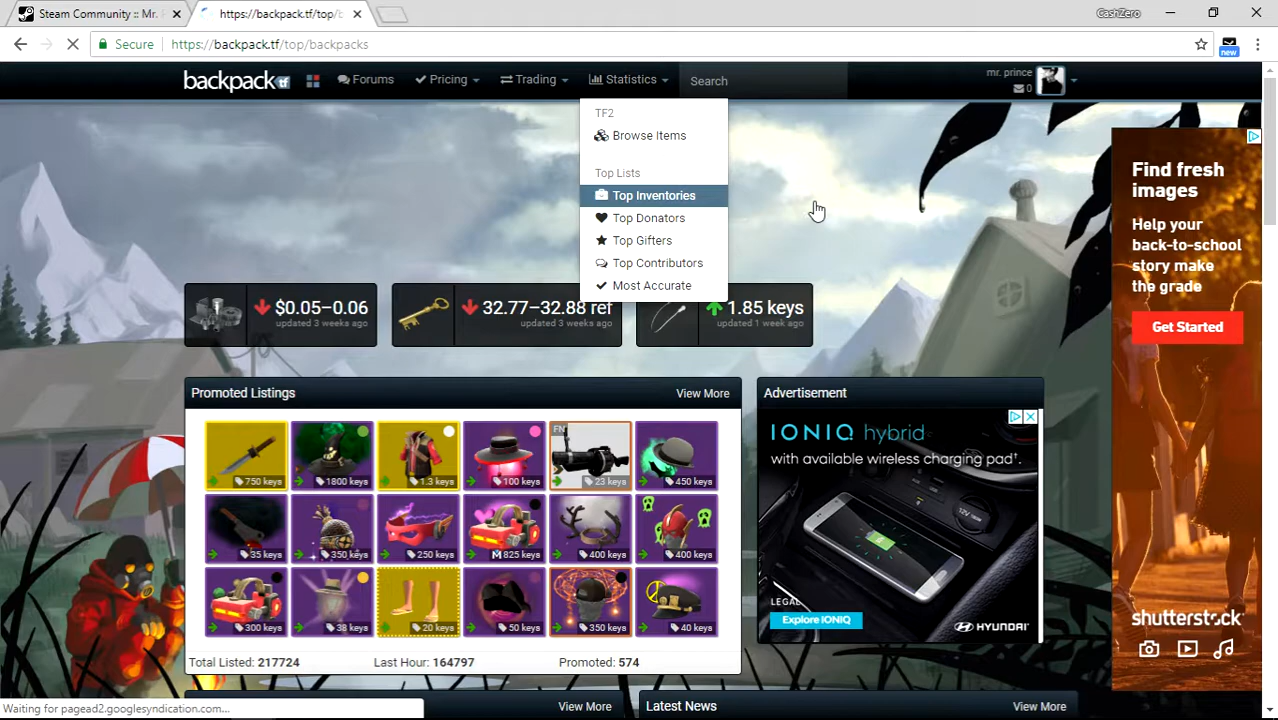 Steam Community :: Mr. P
https://backpack.tf/top/b
CashZero
Secure
https://backpack.tf/top/backpacks
new
backpack.tf
Forums
Pricing
Trading
Statistics
Search
mr. prince
0
TF2
Browse Items
Top Lists
Top Inventories
Top Donators
Top Gifters
Top Contributors
Most Accurate
$0.05–0.06
updated 3 weeks ago
32.77–32.88 ref
updated 3 weeks ago
1.85 keys
updated 1 week ago
Promoted Listings
View More
750 keys
1800 keys
1.3 keys
100 keys
FN
23 keys
450 keys
35 keys
350 keys
250 keys
825 keys
400 keys
400 keys
300 keys
38 keys
20 keys
50 keys
350 keys
40 keys
Total Listed: 217724
Last Hour: 164797
Promoted: 574
Advertisement
IONIQ hybrid
with available wireless charging pad†.
LEGAL
Explore IONIQ
HYUNDAI
Find fresh
images
Help your
back-to-school
story make
the grade
Get Started
shutterstock
View More
Latest News
View More
Waiting for pagead2.googlesyndication.com...